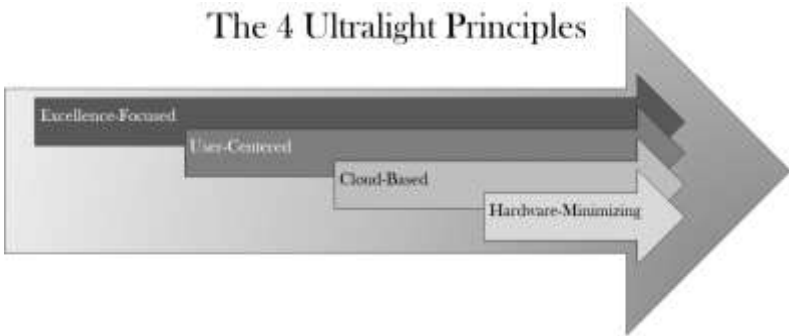 The 4 Ultralight Principles
Excellence-Focused
User-Centered
Cloud-Based
Hardware-Minimizing